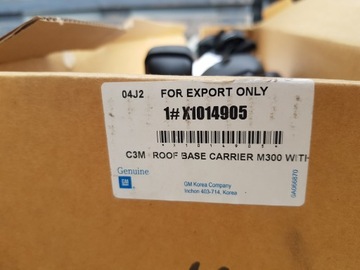 04J2 FOR EXPORT ONLY
1# X1014905
C3M ROOF BASE CARRIER M300 WITH
Genuine
GM
GM Korea Company
Incheon 403-714, Korea